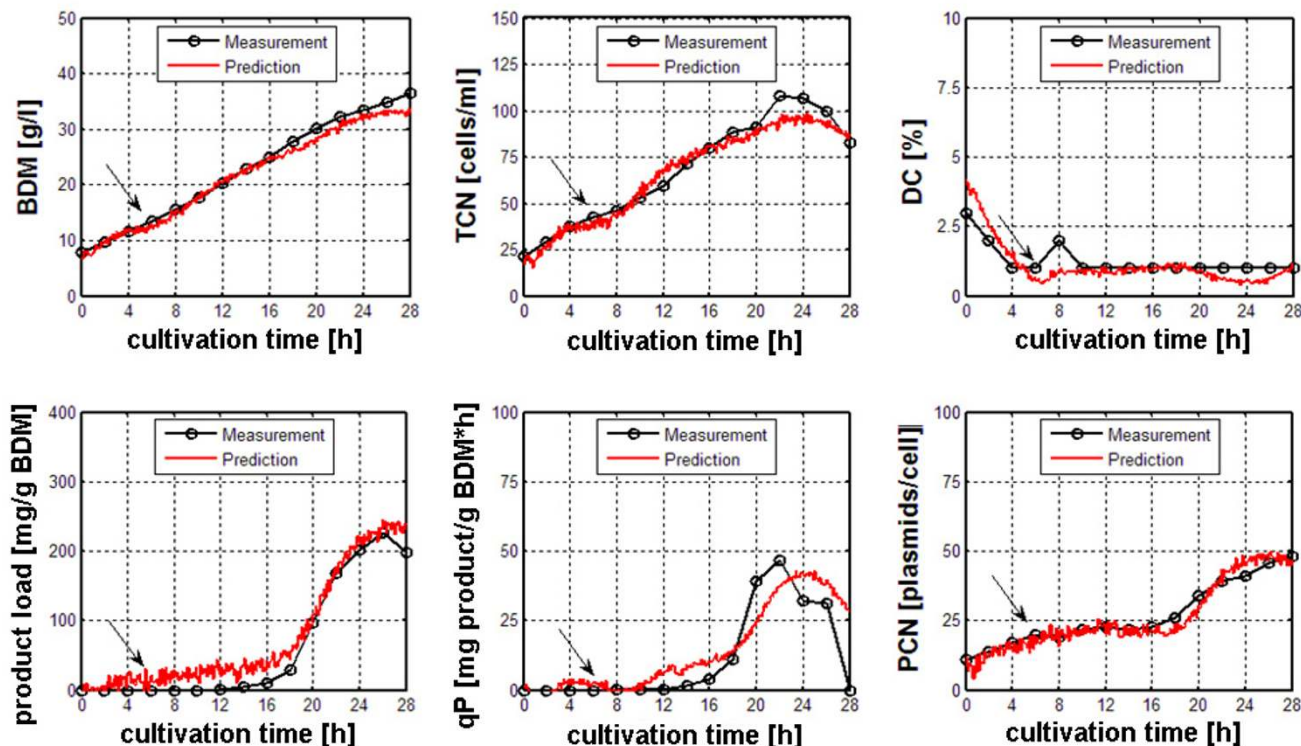 50
40
30
20
10
0
BDM [g/l]
Measurement
Prediction
0 4 8 12 16 20 24 28
cultivation time [h]
150
125
100
75
50
25
0
TCN [cells/ml]
Measurement
Prediction
0 4 8 12 16 20 24 28
cultivation time [h]
10
7.5
5
2.5
0
DC [%]
Measurement
Prediction
0 4 8 12 16 20 24 28
cultivation time [h]
400
300
200
100
0
product load [mg/g BDM]
Measurement
Prediction
0 4 8 12 16 20 24 28
cultivation time [h]
100
75
50
25
0
qP [mg product/g BDM*h]
Measurement
Prediction
0 4 8 12 16 20 24 28
cultivation time [h]
100
75
50
25
0
PCN [plasmids/cell]
Measurement
Prediction
0 4 8 12 16 20 24 28
cultivation time [h]